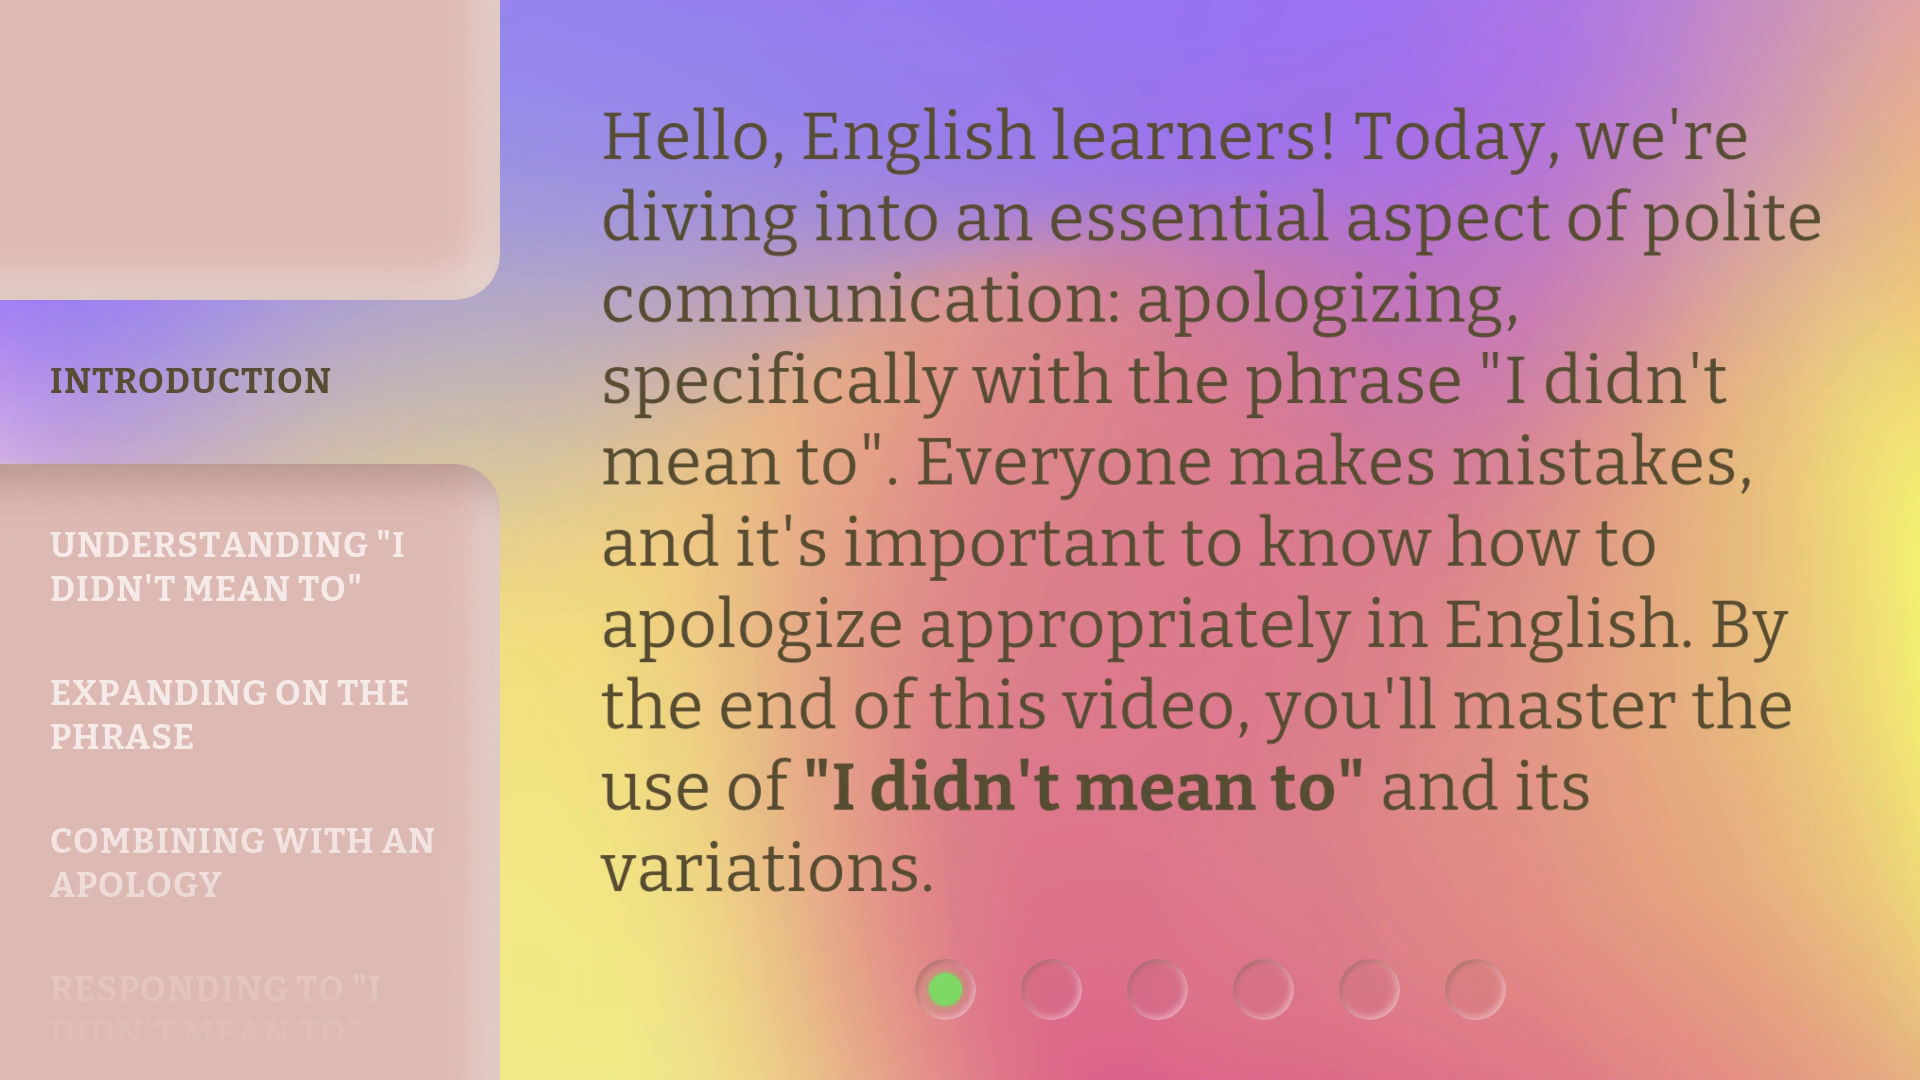 INTRODUCTION
UNDERSTANDING "I
DIDN'T MEAN TO"
EXPANDING ON THE
PHRASE
COMBINING WITH AN
APOLOGY
RESPONDING TO "I
DIDN'T MEAN TO"
Hello, English learners! Today, we're
diving into an essential aspect of polite
communication: apologizing,
specifically with the phrase "I didn't
mean to". Everyone makes mistakes,
and it's important to know how to
apologize appropriately in English. By
the end of this video, you'll master the
use of "I didn't mean to" and its
variations.